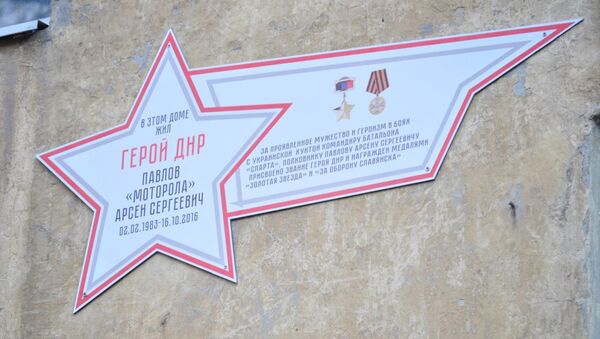 В ЭТОМ ДОМЕ
ЖИЛ
ГЕРОЙ ДНР
ПАВЛОВ
«МОТОРОЛА»
АРСЕН СЕРГЕЕВИЧ
02.02.1983-16.10.2016
ЗА ПРОЯВЛЕННОЕ МУЖЕСТВО И ГЕРОИЗМ В БОЯХ
С УКРАИНСКОЙ ХУНТОЙ КОМАНДИРУ БАТАЛЬОНА
"СПАРТА", ПОЛКОВНИКУ ПАВЛОВУ АРСЕНУ СЕРГЕЕВИЧУ
ПРИСВОЕНО ЗВАНИЕ ГЕРОЯ ДНР И НАГРАЖДЕН МЕДАЛЯМИ
"ЗОЛОТАЯ ЗВЕЗДА" И "ЗА ОБОРОНУ СЛАВЯНСКА"